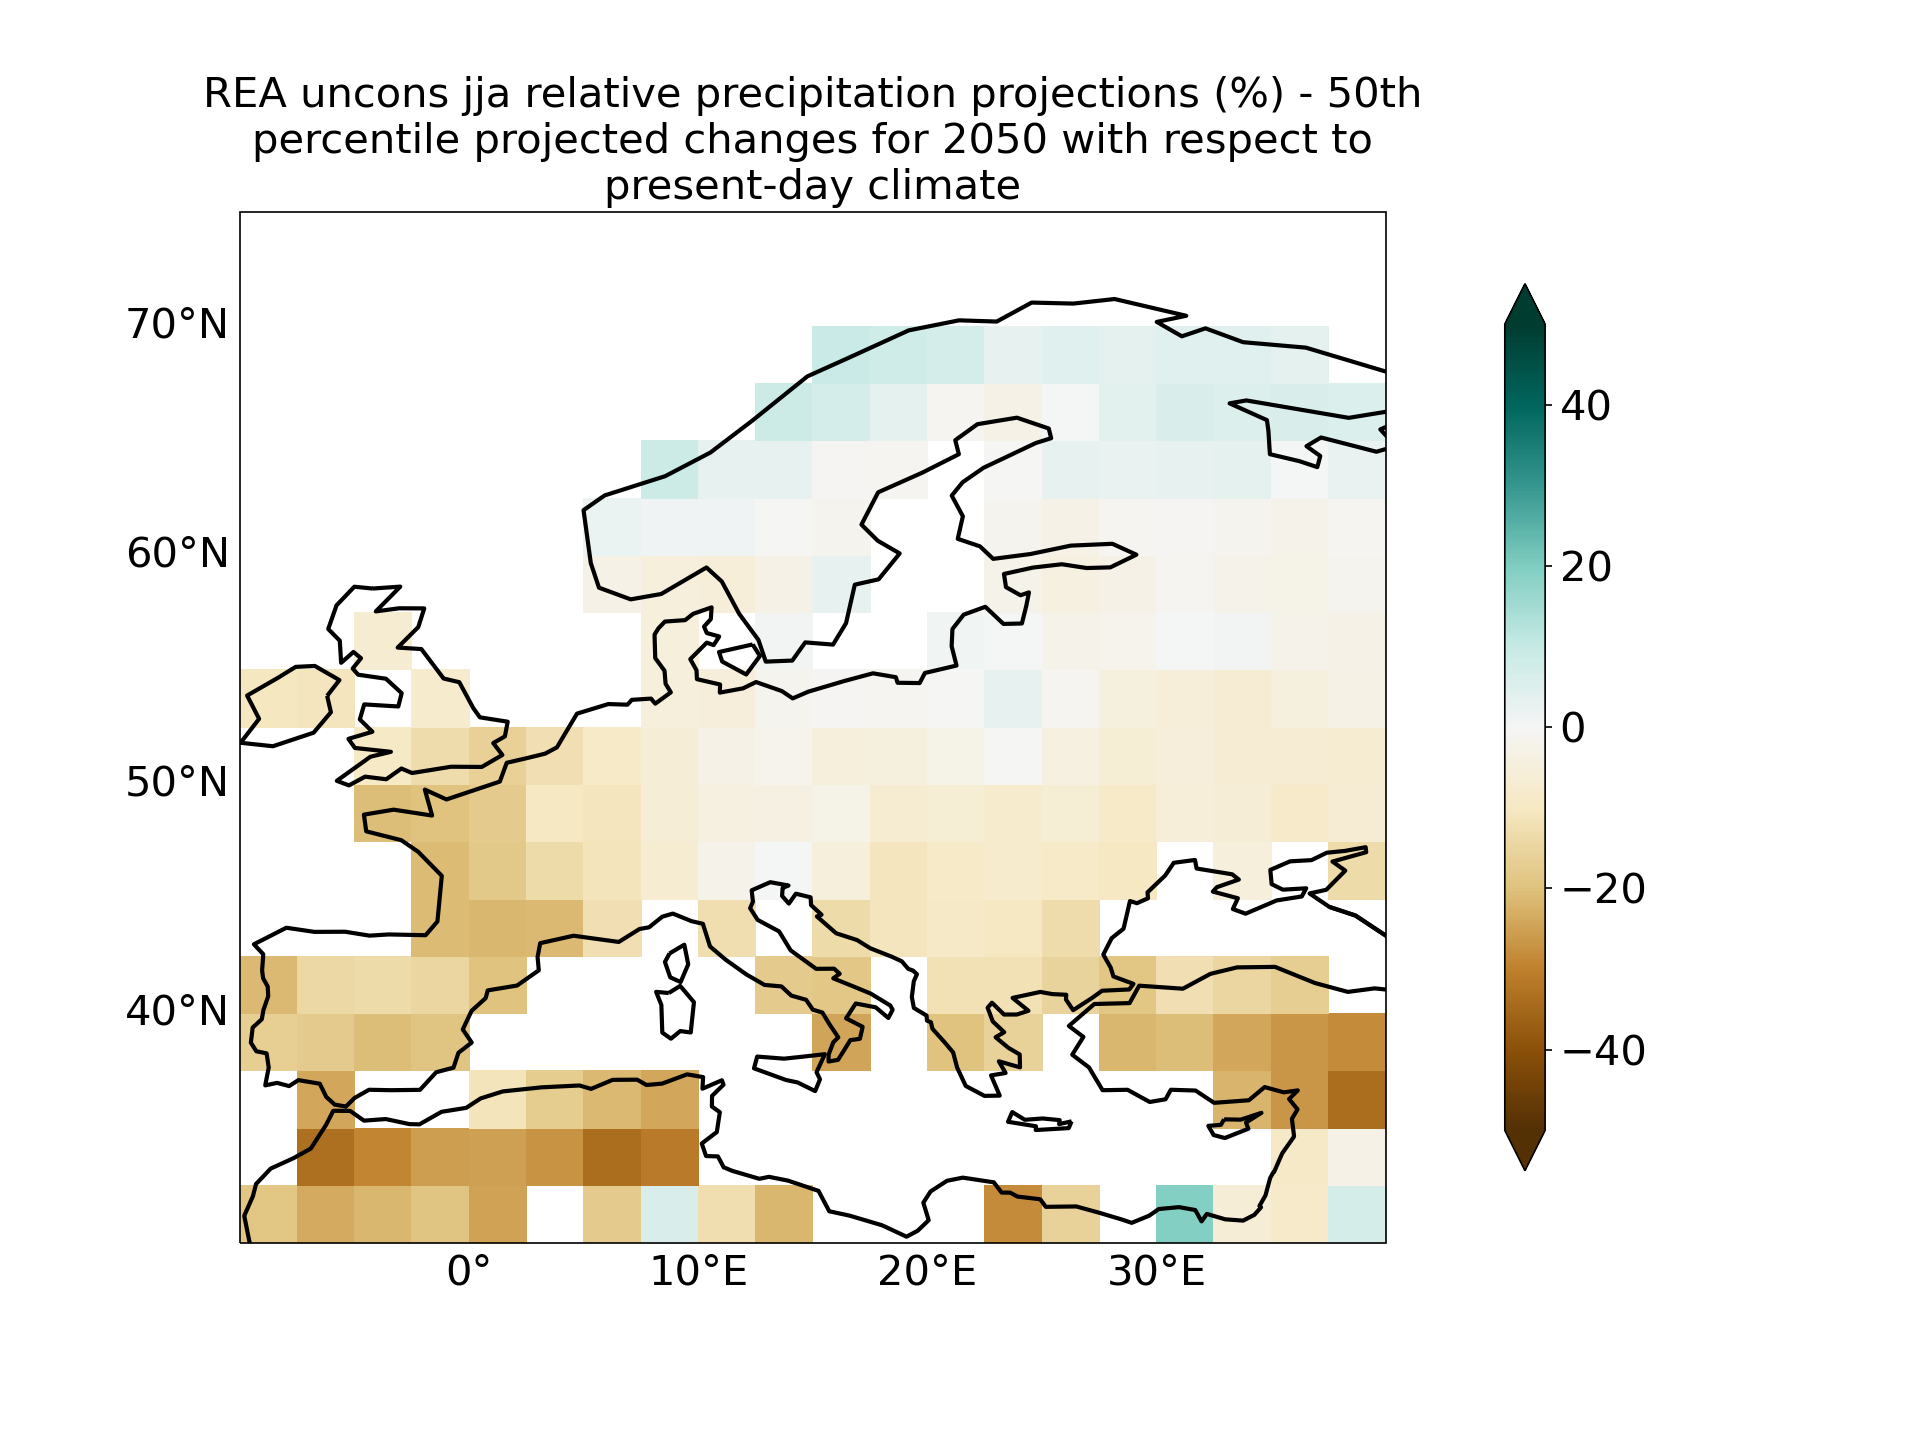 REA uncons jja relative precipitation projections (%) - 50th
percentile projected changes for 2050 with respect to
present-day climate
70°N
60°N
50°N
40°N
0°
10°E
20°E
30°E
40
20
0
−20
−40